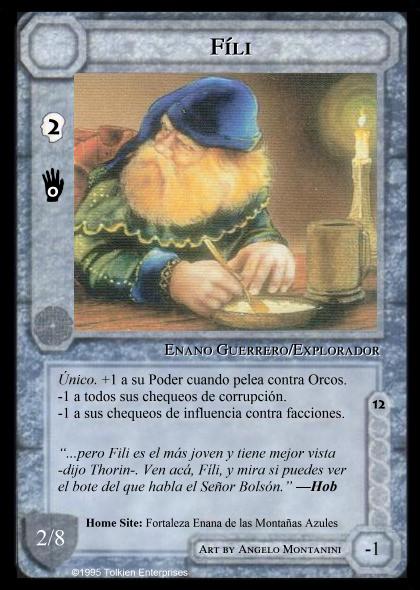 FÍLI
2
0
ENANO GUERRERO/EXPLORADOR
Único. +1 a su Poder cuando pelea contra Orcos.
-1 a todos sus chequeos de corrupción.
-1 a sus chequeos de influencia contra facciones.
12
“...pero Fíli es el más joven y tiene mejor vista
-dijo Thorin-. Ven acá, Fíli, y mira si puedes ver
el bote del que habla el Señor Bolsón.” —Hob
Home Site: Fortaleza Enana de las Montañas Azules
2/8
ART BY ANGELO MONTANINI
-1
©1995 Tolkien Enterprises